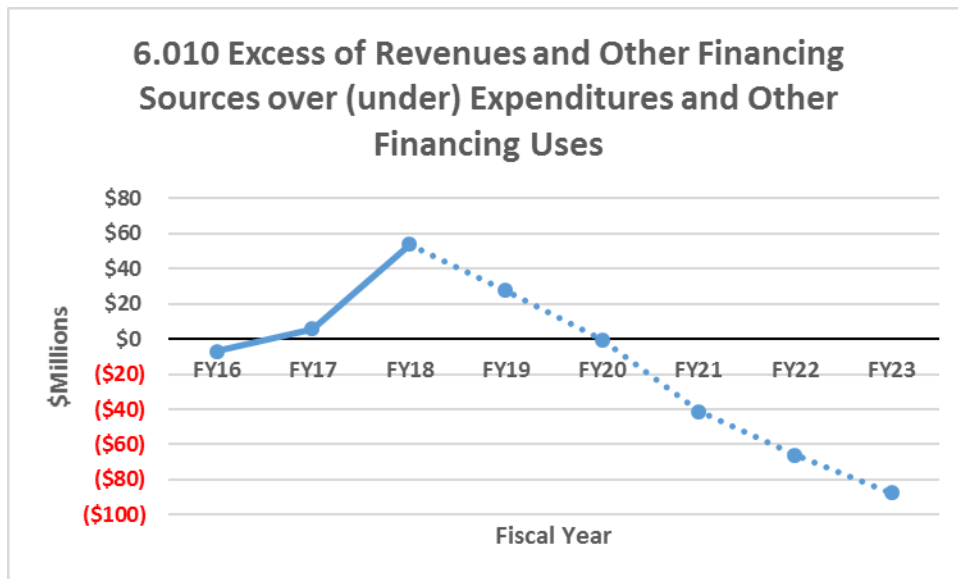 6.010 Excess of Revenues and Other Financing
Sources over (under) Expenditures and Other
Financing Uses
$80
$60
$40
$20
$0
($20)
($40)
($60)
($80)
($100)
$Millions
FY16 FY17 FY18 FY19 FY20 FY21 FY22 FY23
Fiscal Year